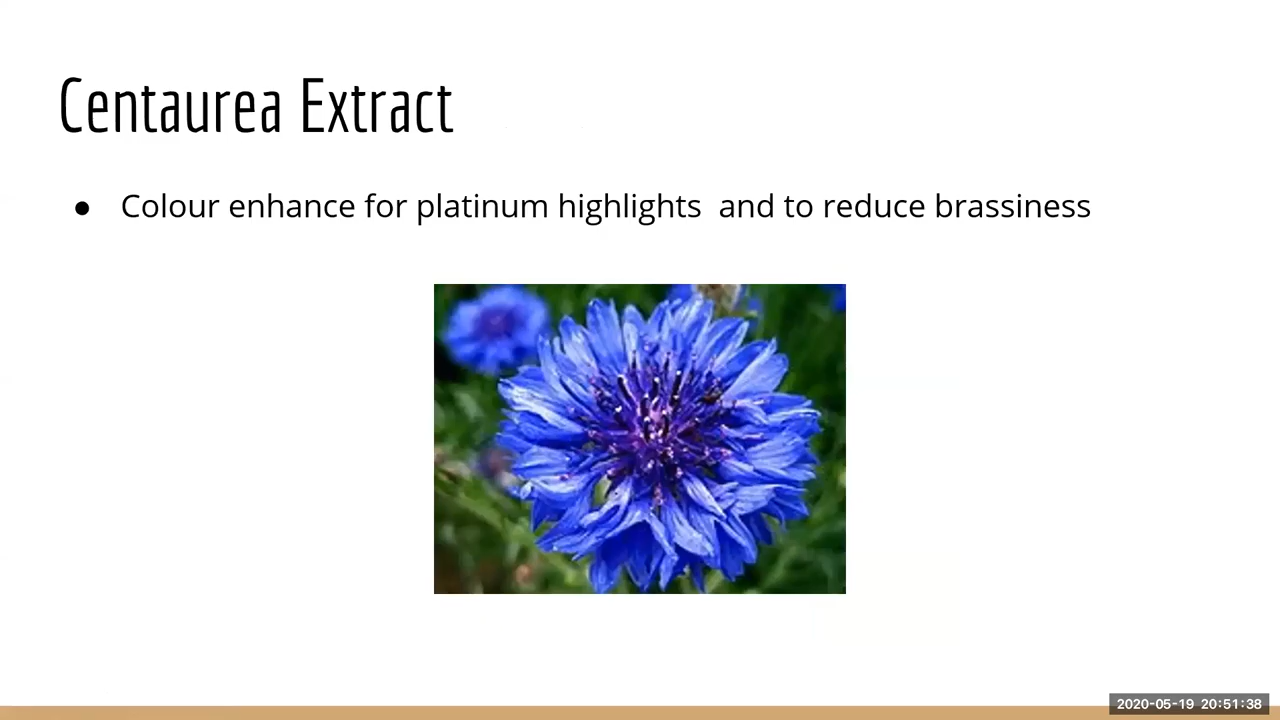 Centaurea Extract
● Colour enhance for platinum highlights  and to reduce brassiness
2020-05-19 20:51:38